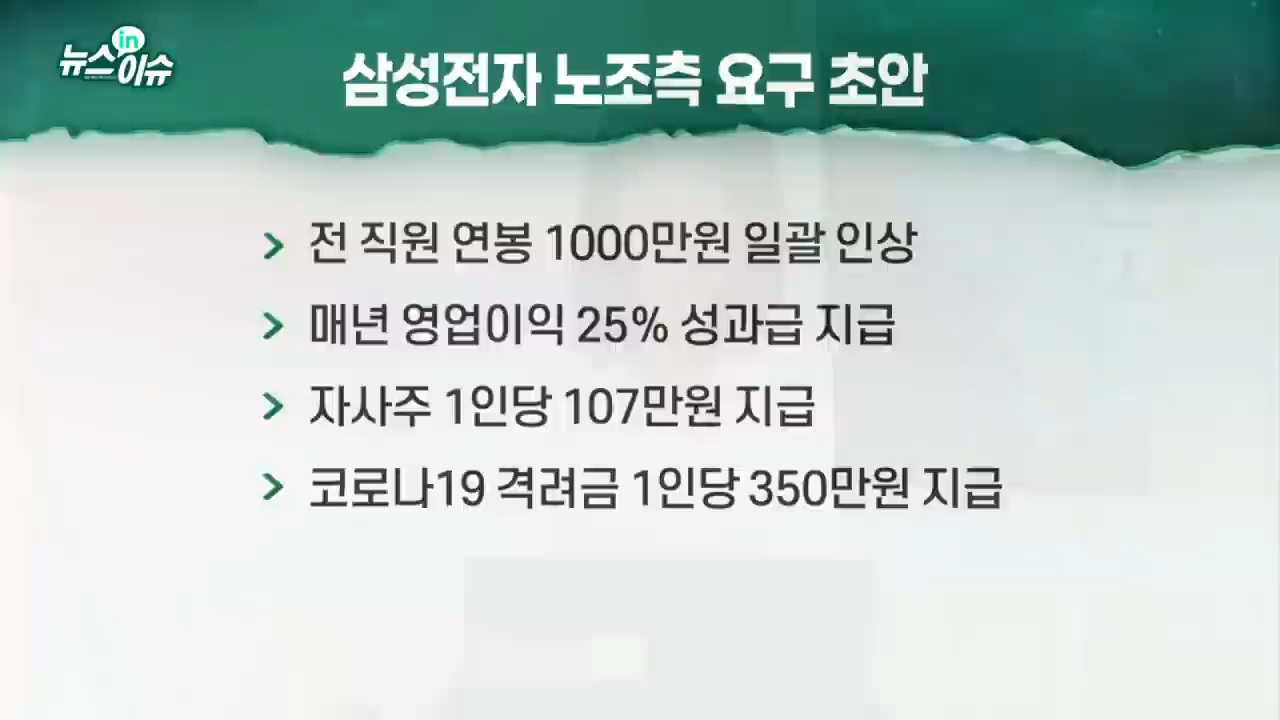 뉴스in이슈
삼성전자 노조측 요구 초안
> 전 직원 연봉 1000만원 일괄 인상
> 매년 영업이익 25% 성과급 지급
> 자사주 1인당 107만원 지급
> 코로나19 격려금 1인당 350만원 지급